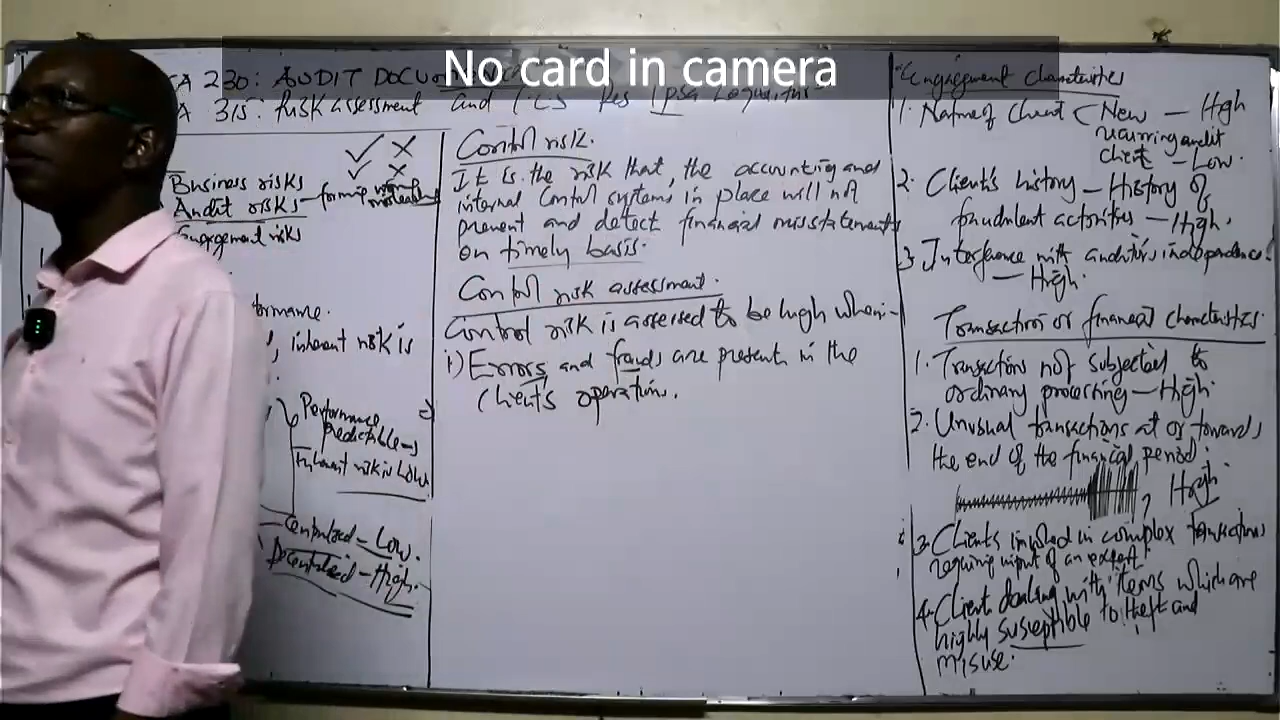 No card in camera
A 230: AUDIT DOCU
A 315: Risk assessment and
Business risks
Audit risks
Engagement risks
formance.
, inherent risk is
Performance
predictable
Inherent risk is Low
Centralized – Low.
Decentralized – High.
Control risk.
It is the risk that, the accounting and
internal control systems in place will not
prevent and detect financial misstatements
on timely basis.
Control risk assessment.
Control risk is assessed to be high when:-
i) Errors and frauds are present in the
client's operation.
Engagement characteristics
1. Nature of client New – High
recurring audit
client – Low.
2. Client's history – History of
fraudulent activities – High.
3. Interference with auditors independence.
– High.
Transaction or financial characteristics.
1. Transaction not subjected to
ordinary processing – High.
2. Unusual transactions at or towards
the end of the financial period.
High
3. Clients involved in complex transactions
requiring input of an expert.
4. Client dealing with items which are
highly susceptible to theft and
misuse.